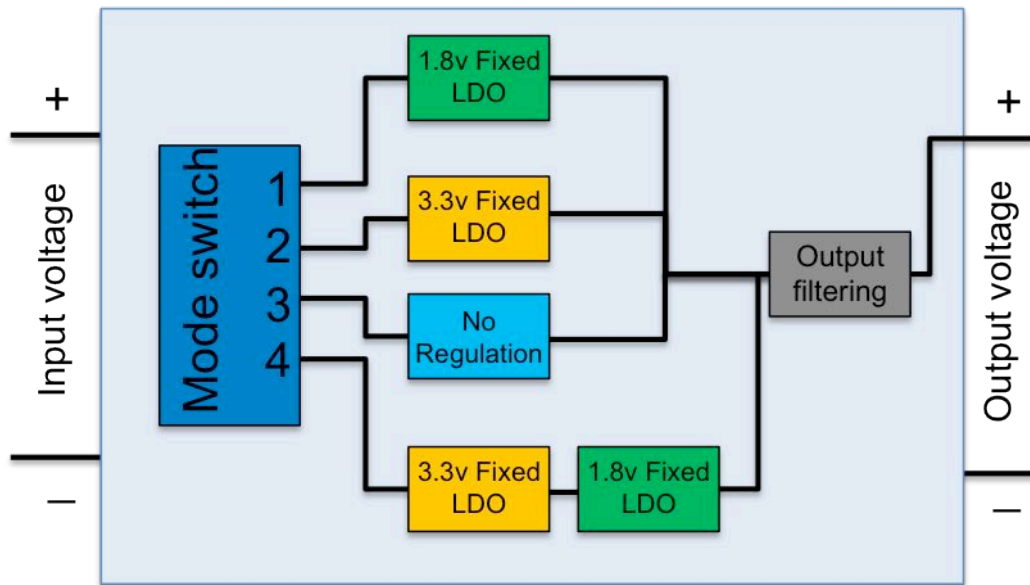 +
Input voltage
–
Mode switch
1
2
3
4
1.8v Fixed
LDO
3.3v Fixed
LDO
No
Regulation
3.3v Fixed
LDO
1.8v Fixed
LDO
Output
filtering
+
Output voltage
–